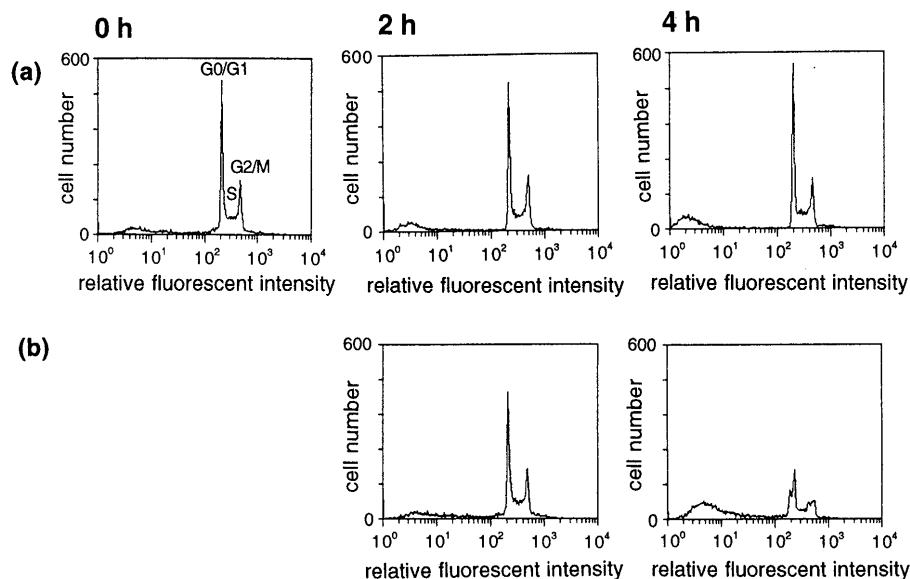 0 h 2 h 4 h
(a)
600 600 600
G0/G1
G2/M
S
cell number cell number cell number
0 0 0
10⁰ 10¹ 10² 10³ 10⁴ 10⁰ 10¹ 10² 10³ 10⁴ 10⁰ 10¹ 10² 10³ 10⁴
relative fluorescent intensity relative fluorescent intensity relative fluorescent intensity
(b)
600 600
cell number cell number
0 0
10⁰ 10¹ 10² 10³ 10⁴ 10⁰ 10¹ 10² 10³ 10⁴
relative fluorescent intensity relative fluorescent intensity